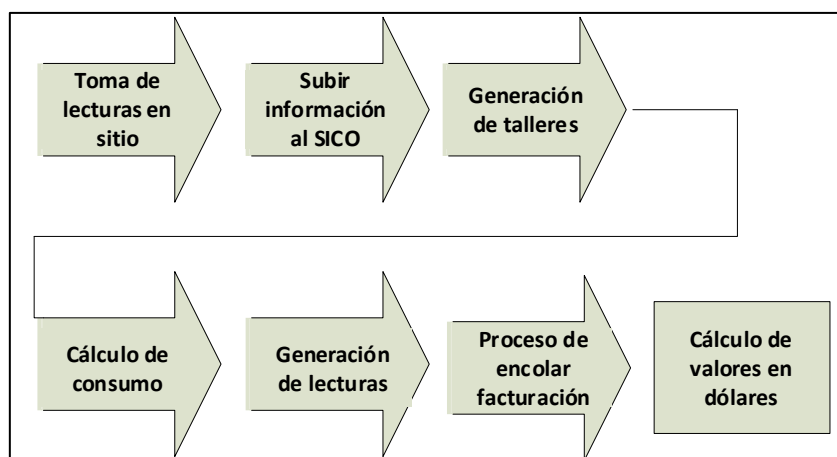 Toma de
lecturas en
sitio
Subir
información
al SICO
Generación
de talleres
Cálculo de
consumo
Generación
de lecturas
Proceso de
encolar
facturación
Cálculo de
valores en
dólares